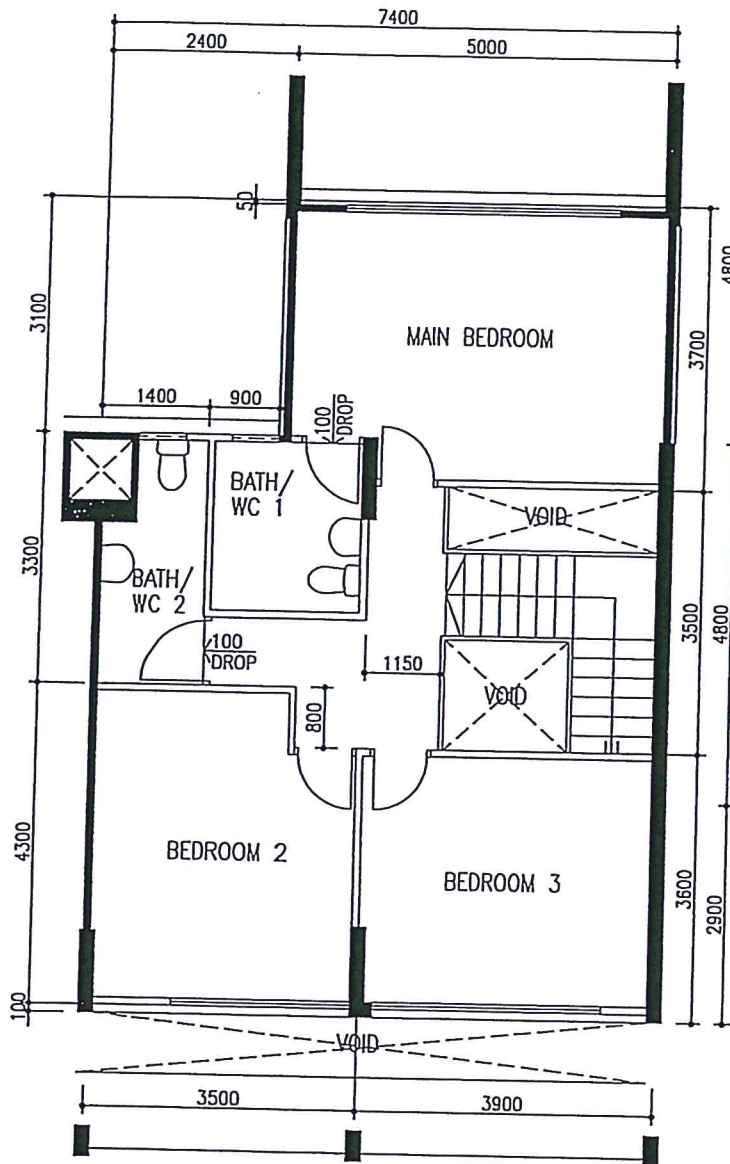 7400
2400
5000
50
4800
3100
3700
MAIN BEDROOM
1400
900
100
DROP
BATH/
WC 1
VOID
3300
BATH/
WC 2
100
DROP
3500
4800
1150
VOID
800
4300
BEDROOM 2
BEDROOM 3
3600
2900
100
VOID
3500
3900